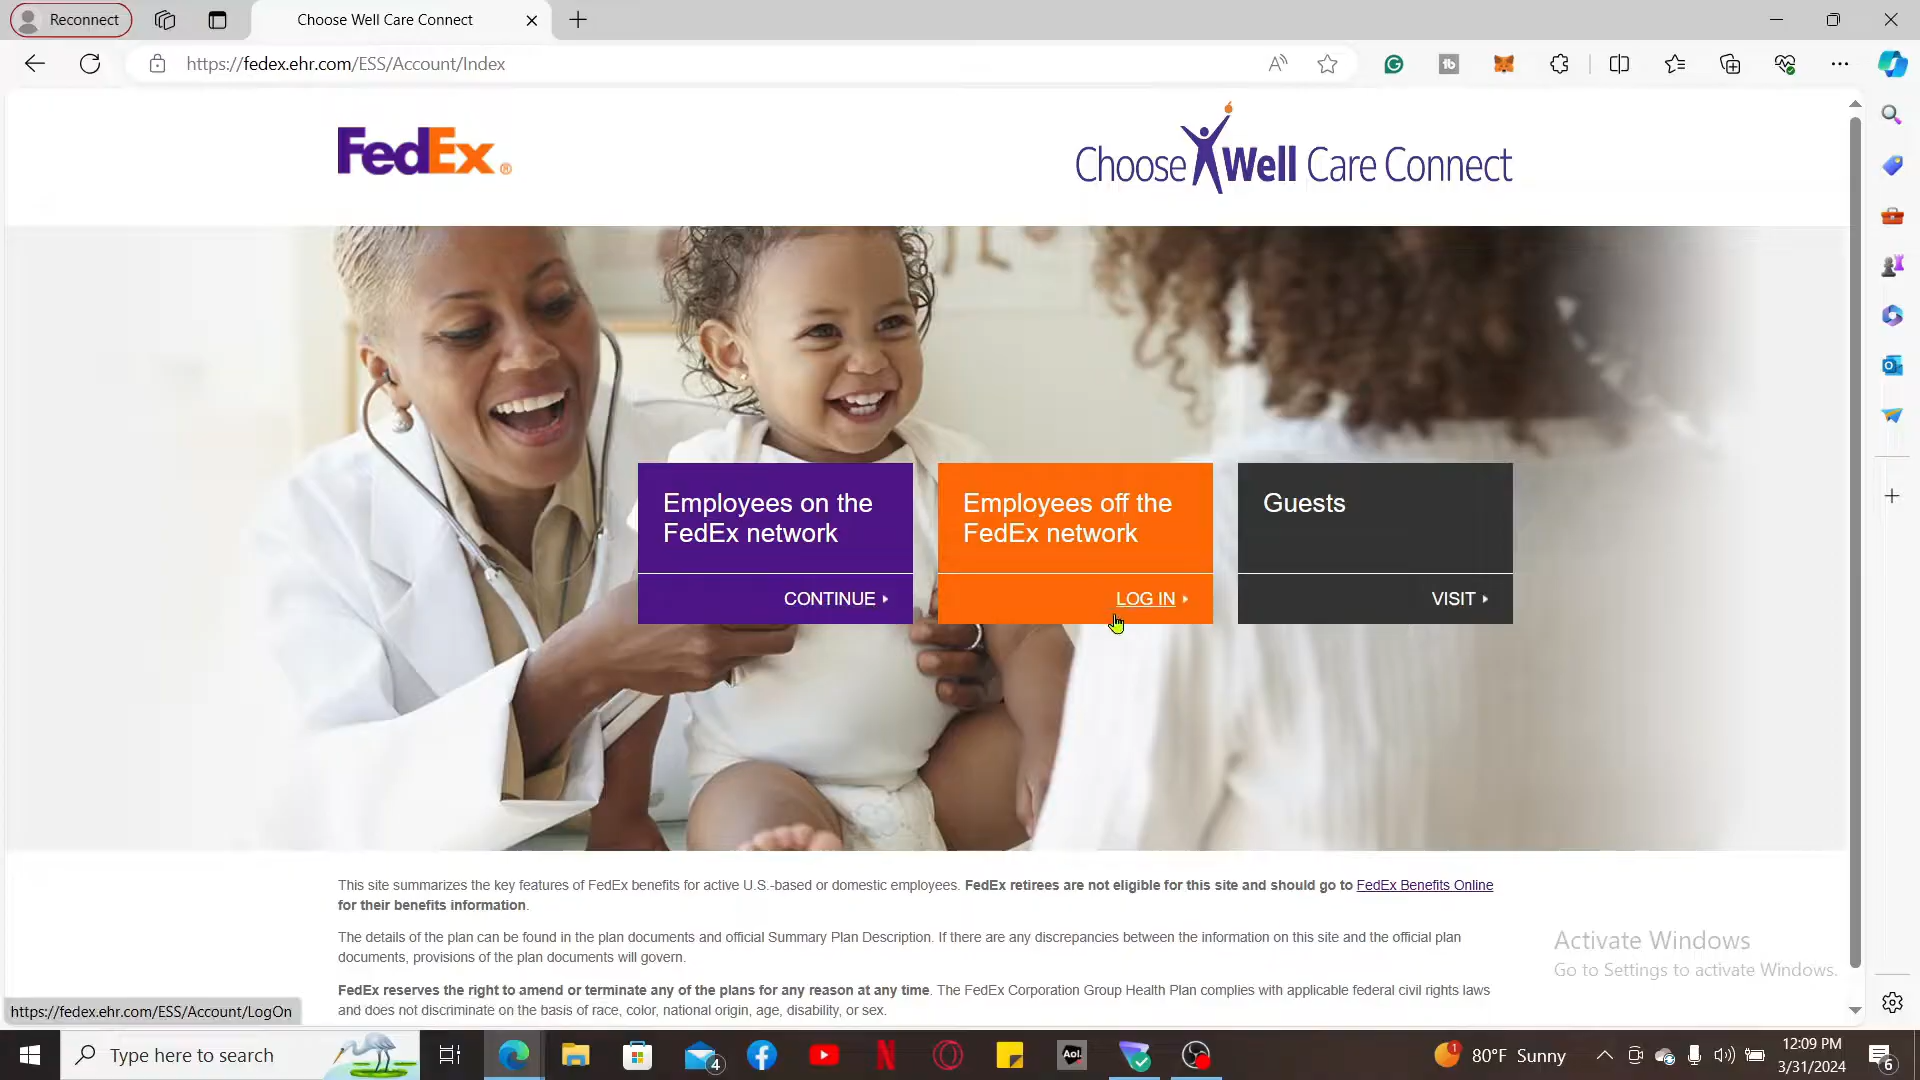 Reconnect
Choose Well Care Connect
https://fedex.ehr.com/ESS/Account/Index
FedEx®
Choose Well Care Connect
Employees on the
FedEx network
CONTINUE
Employees off the
FedEx network
LOG IN
Guests
VISIT
This site summarizes the key features of FedEx benefits for active U.S.-based or domestic employees. FedEx retirees are not eligible for this site and should go to FedEx Benefits Online
for their benefits information.
The details of the plan can be found in the plan documents and official Summary Plan Description. If there are any discrepancies between the information on this site and the official plan
documents, provisions of the plan documents will govern.
FedEx reserves the right to amend or terminate any of the plans for any reason at any time. The FedEx Corporation Group Health Plan complies with applicable federal civil rights laws
and does not discriminate on the basis of race, color, national origin, age, disability, or sex.
Activate Windows
Go to Settings to activate Windows.
https://fedex.ehr.com/ESS/Account/LogOn
Type here to search
4
Aol.
1
80°F Sunny
12:09 PM
3/31/2024
6